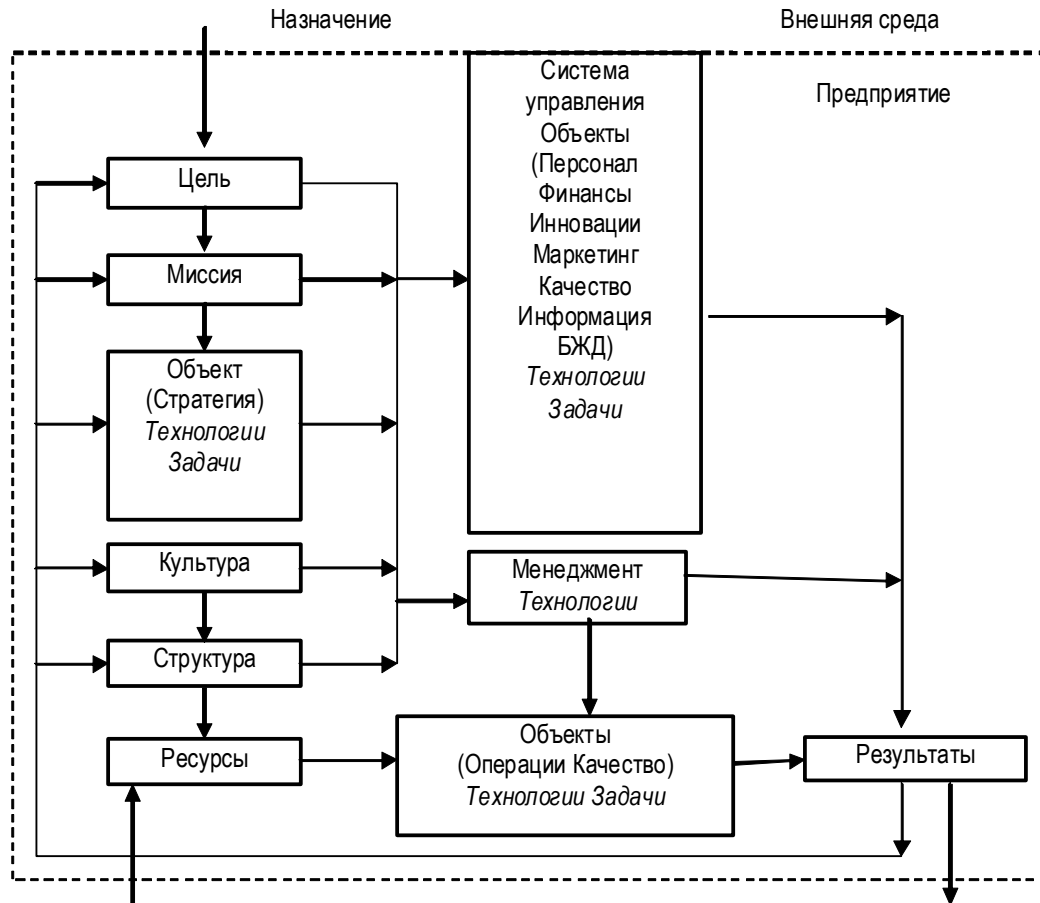 Назначение
Внешняя среда
Предприятие
Система
управления
Объекты
(Персонал
Финансы
Инновации
Маркетинг
Качество
Информация
БЖД)
Технологии
Задачи
Цель
Миссия
Объект
(Стратегия)
Технологии
Задачи
Культура
Структура
Ресурсы
Менеджмент
Технологии
Объекты
(Операции Качество)
Технологии Задачи
Результаты